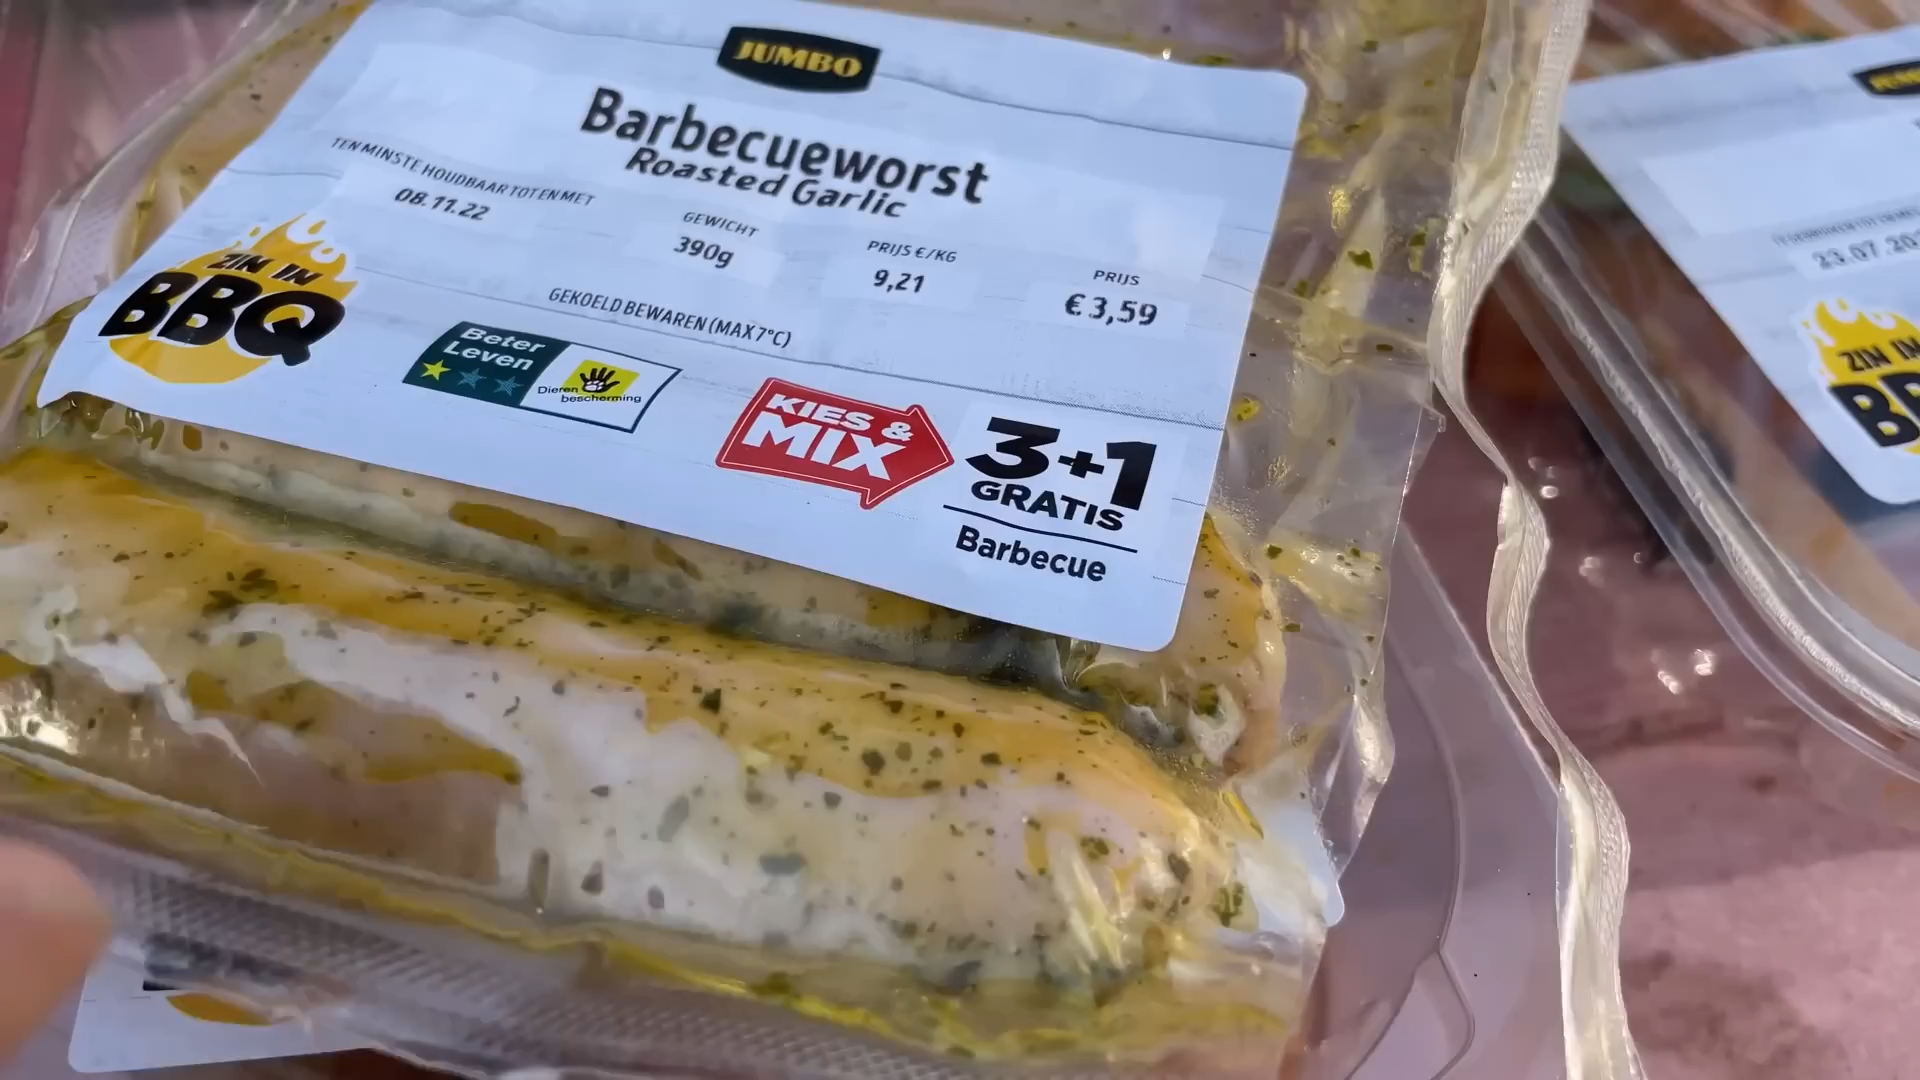 JUMBO
Barbecueworst
Roasted Garlic
TEN MINSTE HOUDBAAR TOT EN MET
08.11.22
GEWICHT
390g
PRIJS €/KG
9,21
PRIJS
€ 3,59
GEKOELD BEWAREN (MAX 7°C)
ZIN IN
BBQ
Beter
Leven
Dieren
bescherming
KIES &
MIX
3+1
GRATIS
Barbecue
23.07.20
ZIN IN